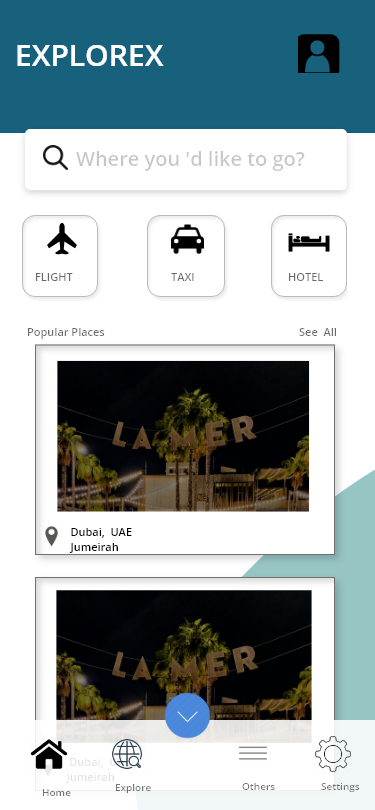 EXPLOREX
Where you 'd like to go?
FLIGHT
TAXI
HOTEL
Popular Places
See All
LA MER
Dubai, UAE
Jumeirah
LA MER
Dubai,
Jumeirah
Home
Explore
Others
Settings